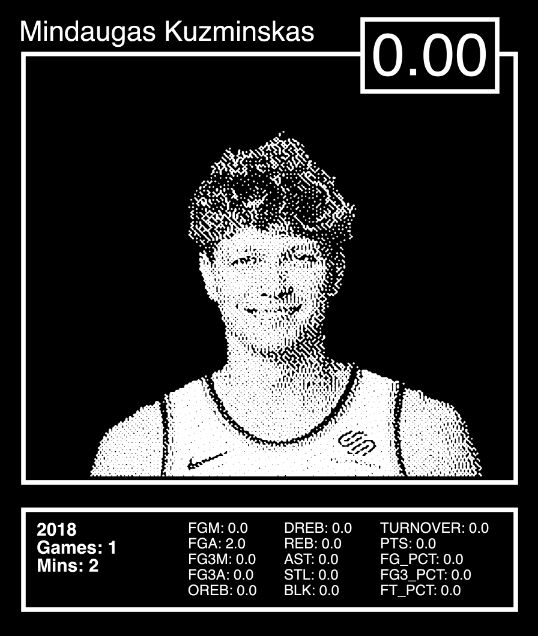 Mindaugas Kuzminskas
0.00
2018
Games: 1
Mins: 2
FGM: 0.0
FGA: 2.0
FG3M: 0.0
FG3A: 0.0
OREB: 0.0
DREB: 0.0
REB: 0.0
AST: 0.0
STL: 0.0
BLK: 0.0
TURNOVER: 0.0
PTS: 0.0
FG_PCT: 0.0
FG3_PCT: 0.0
FT_PCT: 0.0